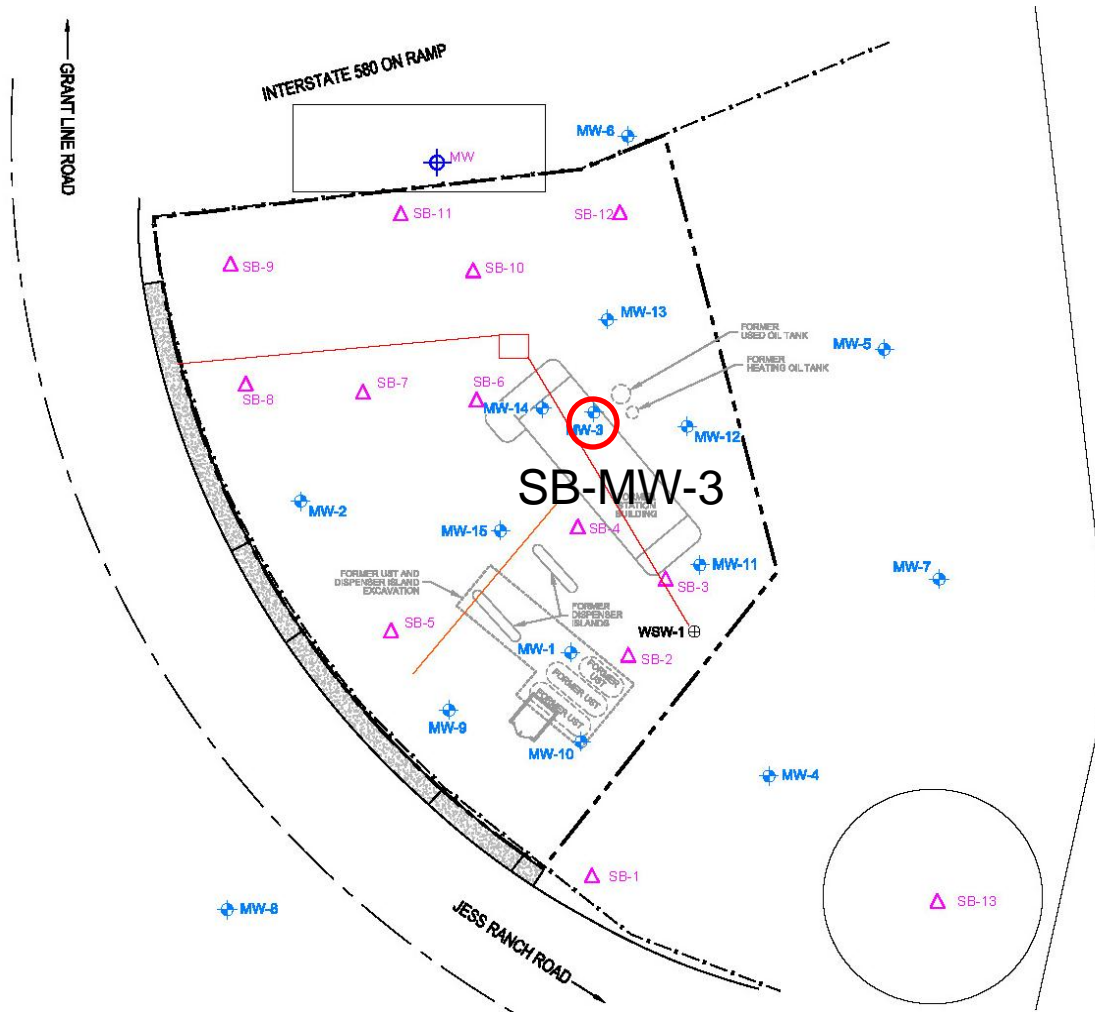 INTERSTATE 580 ON RAMP
GRANT LINE ROAD
MW-6
MW
SB-11
SB-12
SB-9
SB-10
MW-13
FORMER
USED OIL TANK
MW-5
FORMER
HEATING OIL TANK
SB-8
SB-7
SB-6
MW-14
MW-3
MW-12
SB-MW-3
FORMER
STATION
BUILDING
MW-2
MW-15
SB-4
MW-11
MW-7
FORMER UST AND
DISPENSER ISLAND
EXCAVATION
SB-3
FORMER
DISPENSER
ISLANDS
SB-5
WSW-1
MW-1
SB-2
FORMER
UST
FORMER UST
FORMER UST
MW-9
MW-10
MW-4
SB-1
SB-13
MW-8
JESS RANCH ROAD